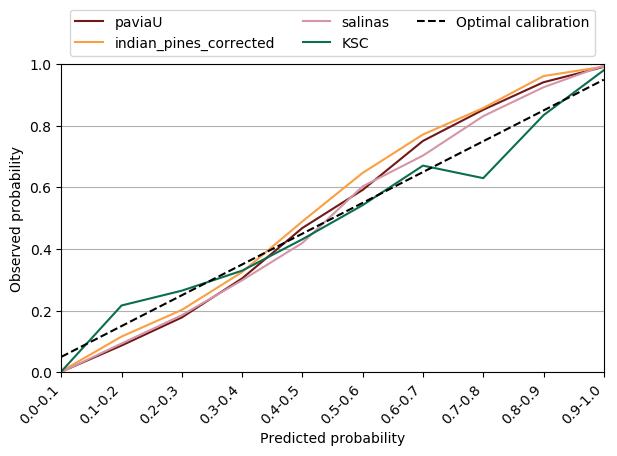 paviaU
indian_pines_corrected
salinas
KSC
Optimal calibration
Observed probability
1.0
0.8
0.6
0.4
0.2
0.0
0.0-0.1
0.1-0.2
0.2-0.3
0.3-0.4
0.4-0.5
0.5-0.6
0.6-0.7
0.7-0.8
0.8-0.9
0.9-1.0
Predicted probability